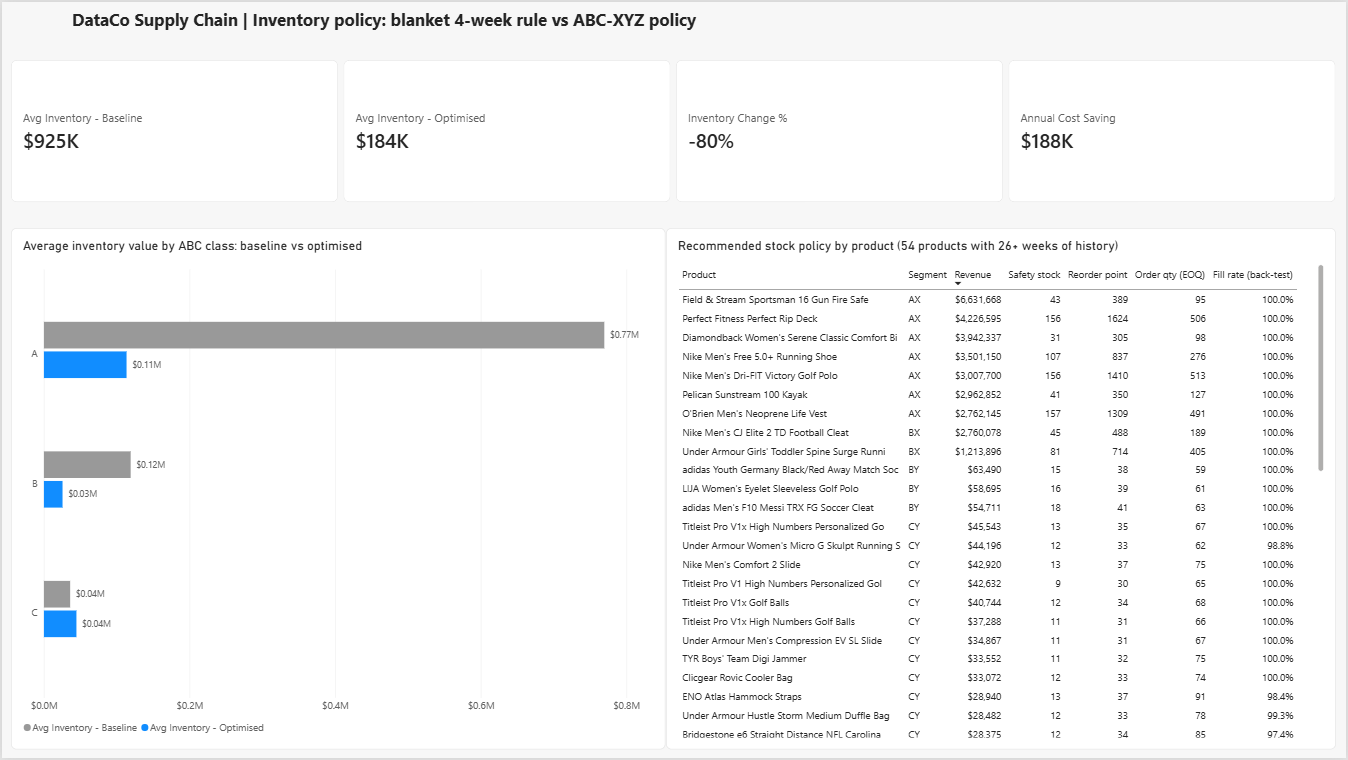 DataCo Supply Chain | Inventory policy: blanket 4-week rule vs ABC-XYZ policy
Avg Inventory - Baseline
$925K
Avg Inventory - Optimised
$184K
Inventory Change %
-80%
Annual Cost Saving
$188K
Average inventory value by ABC class: baseline vs optimised
A
$0.77M
$0.11M
B
$0.12M
$0.03M
C
$0.04M
$0.04M
$0.0M $0.2M $0.4M $0.6M $0.8M
Avg Inventory - Baseline Avg Inventory - Optimised
Recommended stock policy by product (54 products with 26+ weeks of history)
Product Segment Revenue Safety stock Reorder point Order qty (EOQ) Fill rate (back-test)
Field & Stream Sportsman 16 Gun Fire Safe AX $6,631,668 43 389 95 100.0%
Perfect Fitness Perfect Rip Deck AX $4,226,595 156 1624 506 100.0%
Diamondback Women's Serene Classic Comfort Bi AX $3,942,337 31 305 98 100.0%
Nike Men's Free 5.0+ Running Shoe AX $3,501,150 107 837 276 100.0%
Nike Men's Dri-FIT Victory Golf Polo AX $3,007,700 156 1410 513 100.0%
Pelican Sunstream 100 Kayak AX $2,962,852 41 350 127 100.0%
O'Brien Men's Neoprene Life Vest AX $2,762,145 157 1309 491 100.0%
Nike Men's CJ Elite 2 TD Football Cleat BX $2,760,078 45 488 189 100.0%
Under Armour Girls' Toddler Spine Surge Runni BX $1,213,896 81 714 405 100.0%
adidas Youth Germany Black/Red Away Match Soc BY $63,490 15 38 59 100.0%
LIJA Women's Eyelet Sleeveless Golf Polo BY $58,695 16 39 61 100.0%
adidas Men's F10 Messi TRX FG Soccer Cleat BY $54,711 18 41 63 100.0%
Titleist Pro V1x High Numbers Personalized Go CY $45,543 13 35 67 100.0%
Under Armour Women's Micro G Skulpt Running S CY $44,196 12 33 62 98.8%
Nike Men's Comfort 2 Slide CY $42,920 13 37 75 100.0%
Titleist Pro V1 High Numbers Personalized Gol CY $42,632 9 30 65 100.0%
Titleist Pro V1x Golf Balls CY $40,744 12 34 68 100.0%
Titleist Pro V1x High Numbers Golf Balls CY $37,288 11 31 66 100.0%
Under Armour Men's Compression EV SL Slide CY $34,867 11 31 67 100.0%
TYR Boys' Team Digi Jammer CY $33,552 11 32 75 100.0%
Clicgear Rovic Cooler Bag CY $33,072 12 33 74 100.0%
ENO Atlas Hammock Straps CY $28,940 13 37 91 98.4%
Under Armour Hustle Storm Medium Duffle Bag CY $28,482 12 33 78 99.3%
Bridgestone e6 Straight Distance NFL Carolina CY $28,375 12 34 85 97.4%